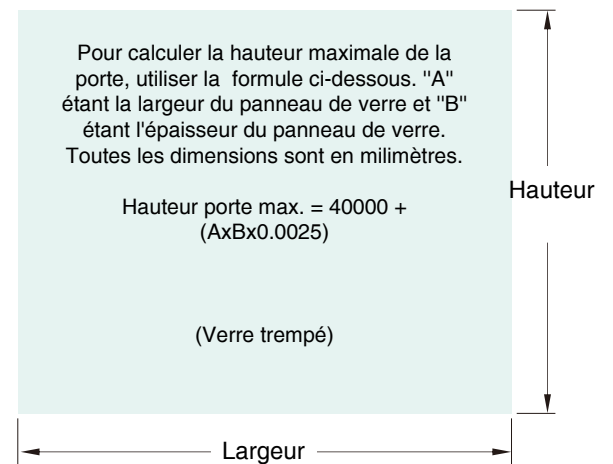 Pour calculer la hauteur maximale de la
porte, utiliser la formule ci-dessous. "A"
étant la largeur du panneau de verre et "B"
étant l'épaisseur du panneau de verre.
Toutes les dimensions sont en milimètres.
Hauteur
Hauteur porte max. = 40000 +
(AxBx0.0025)
(Verre trempé)
Largeur